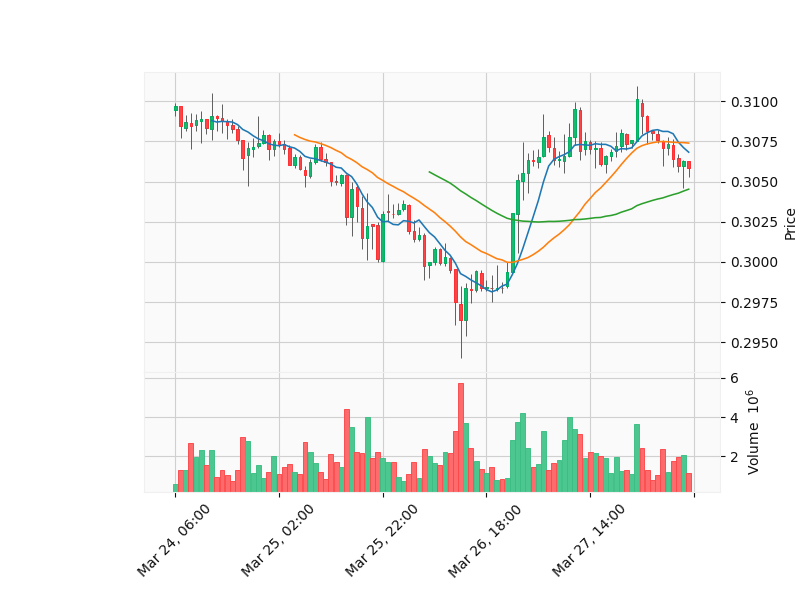 0.3100
0.3075
0.3050
0.3025
0.3000
0.2975
0.2950
Price
6
4
2
Volume 10^6
Mar 24, 06:00
Mar 25, 02:00
Mar 25, 22:00
Mar 26, 18:00
Mar 27, 14:00